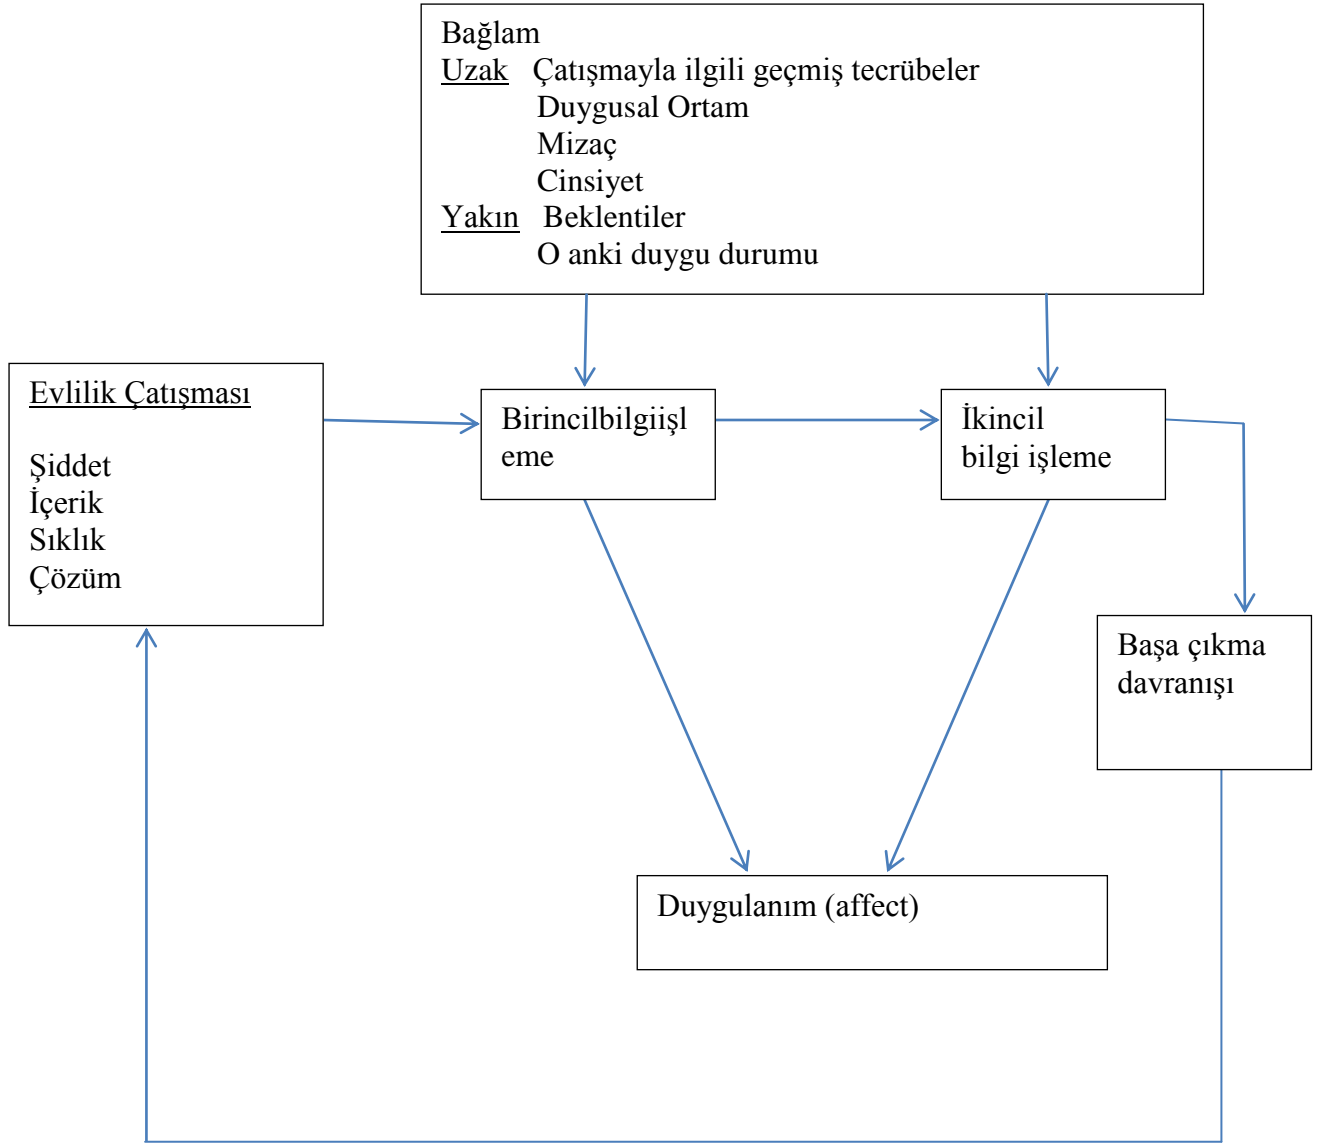 Bağlam
Uzak Çatışmayla ilgili geçmiş tecrübeler
Duygusal Ortam
Mizaç
Cinsiyet
Yakın Beklentiler
O anki duygu durumu
Evlilik Çatışması
Şiddet
İçerik
Sıklık
Çözüm
Birincilbilgiişl
eme
İkincil
bilgi işleme
Başa çıkma
davranışı
Duygulanım (affect)